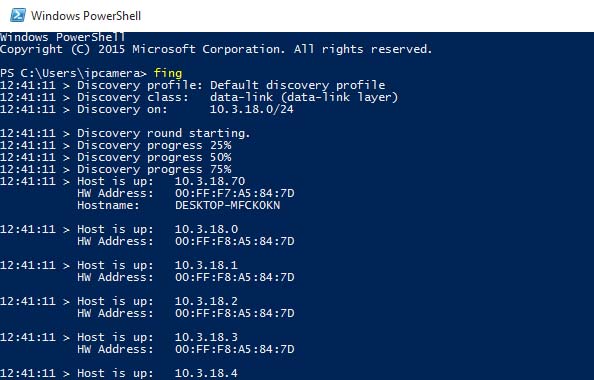 Windows PowerShell
Windows PowerShell
Copyright (C) 2015 Microsoft Corporation. All rights reserved.
PS C:\Users\ipcamera> fing
12:41:11 > Discovery profile: Default discovery profile
12:41:11 > Discovery class:   data-link (data-link layer)
12:41:11 > Discovery on:      10.3.18.0/24
12:41:11 > Discovery round starting.
12:41:11 > Discovery progress 25%
12:41:11 > Discovery progress 50%
12:41:11 > Discovery progress 75%
12:41:11 > Host is up:   10.3.18.70
           HW Address:   00:FF:F7:A5:84:7D
           Hostname:     DESKTOP-MFCKOKN
12:41:11 > Host is up:   10.3.18.0
           HW Address:   00:FF:F8:A5:84:7D
12:41:11 > Host is up:   10.3.18.1
           HW Address:   00:FF:F8:A5:84:7D
12:41:11 > Host is up:   10.3.18.2
           HW Address:   00:FF:F8:A5:84:7D
12:41:11 > Host is up:   10.3.18.3
           HW Address:   00:FF:F8:A5:84:7D
12:41:11 > Host is up:   10.3.18.4